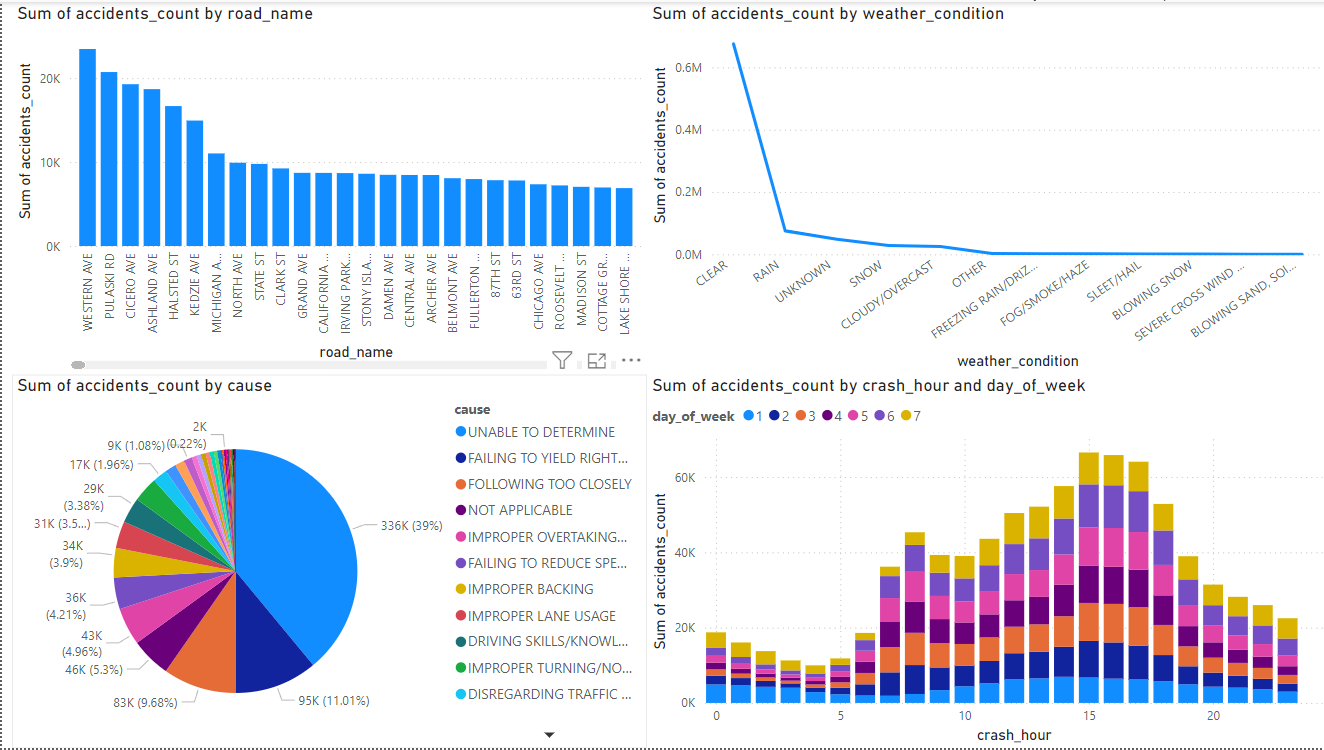 Sum of accidents_count by road_name
Sum of accidents_count
20K
10K
0K
WESTERN AVE
PULASKI RD
CICERO AVE
ASHLAND AVE
HALSTED ST
KEDZIE AVE
MICHIGAN A...
NORTH AVE
STATE ST
CLARK ST
GRAND AVE
CALIFORNIA ...
IRVING PARK...
STONY ISLA...
DAMEN AVE
CENTRAL AVE
ARCHER AVE
BELMONT AVE
FULLERTON ...
87TH ST
63RD ST
CHICAGO AVE
ROOSEVELT ...
MADISON ST
COTTAGE GR...
LAKE SHORE ...
road_name
Sum of accidents_count by weather_condition
Sum of accidents_count
0.6M
0.4M
0.2M
0.0M
CLEAR
RAIN
UNKNOWN
SNOW
CLOUDY/OVERCAST
OTHER
FREEZING RAIN/DRIZ...
FOG/SMOKE/HAZE
SLEET/HAIL
BLOWING SNOW
SEVERE CROSS WIND ...
BLOWING SAND, SOI...
weather_condition
Sum of accidents_count by cause
336K (39%)
95K (11.01%)
83K (9.68%)
46K (5.3%)
43K
(4.96%)
36K
(4.21%)
34K
(3.9%)
31K (3.5...)
29K
(3.38%)
17K (1.96%)
9K (1.08%)
2K
(0.22%)
cause
UNABLE TO DETERMINE
FAILING TO YIELD RIGHT...
FOLLOWING TOO CLOSELY
NOT APPLICABLE
IMPROPER OVERTAKING...
FAILING TO REDUCE SPE...
IMPROPER BACKING
IMPROPER LANE USAGE
DRIVING SKILLS/KNOWL...
IMPROPER TURNING/NO...
DISREGARDING TRAFFIC ...
Sum of accidents_count by crash_hour and day_of_week
day_of_week 1 2 3 4 5 6 7
Sum of accidents_count
60K
40K
20K
0K
0 5 10 15 20
crash_hour